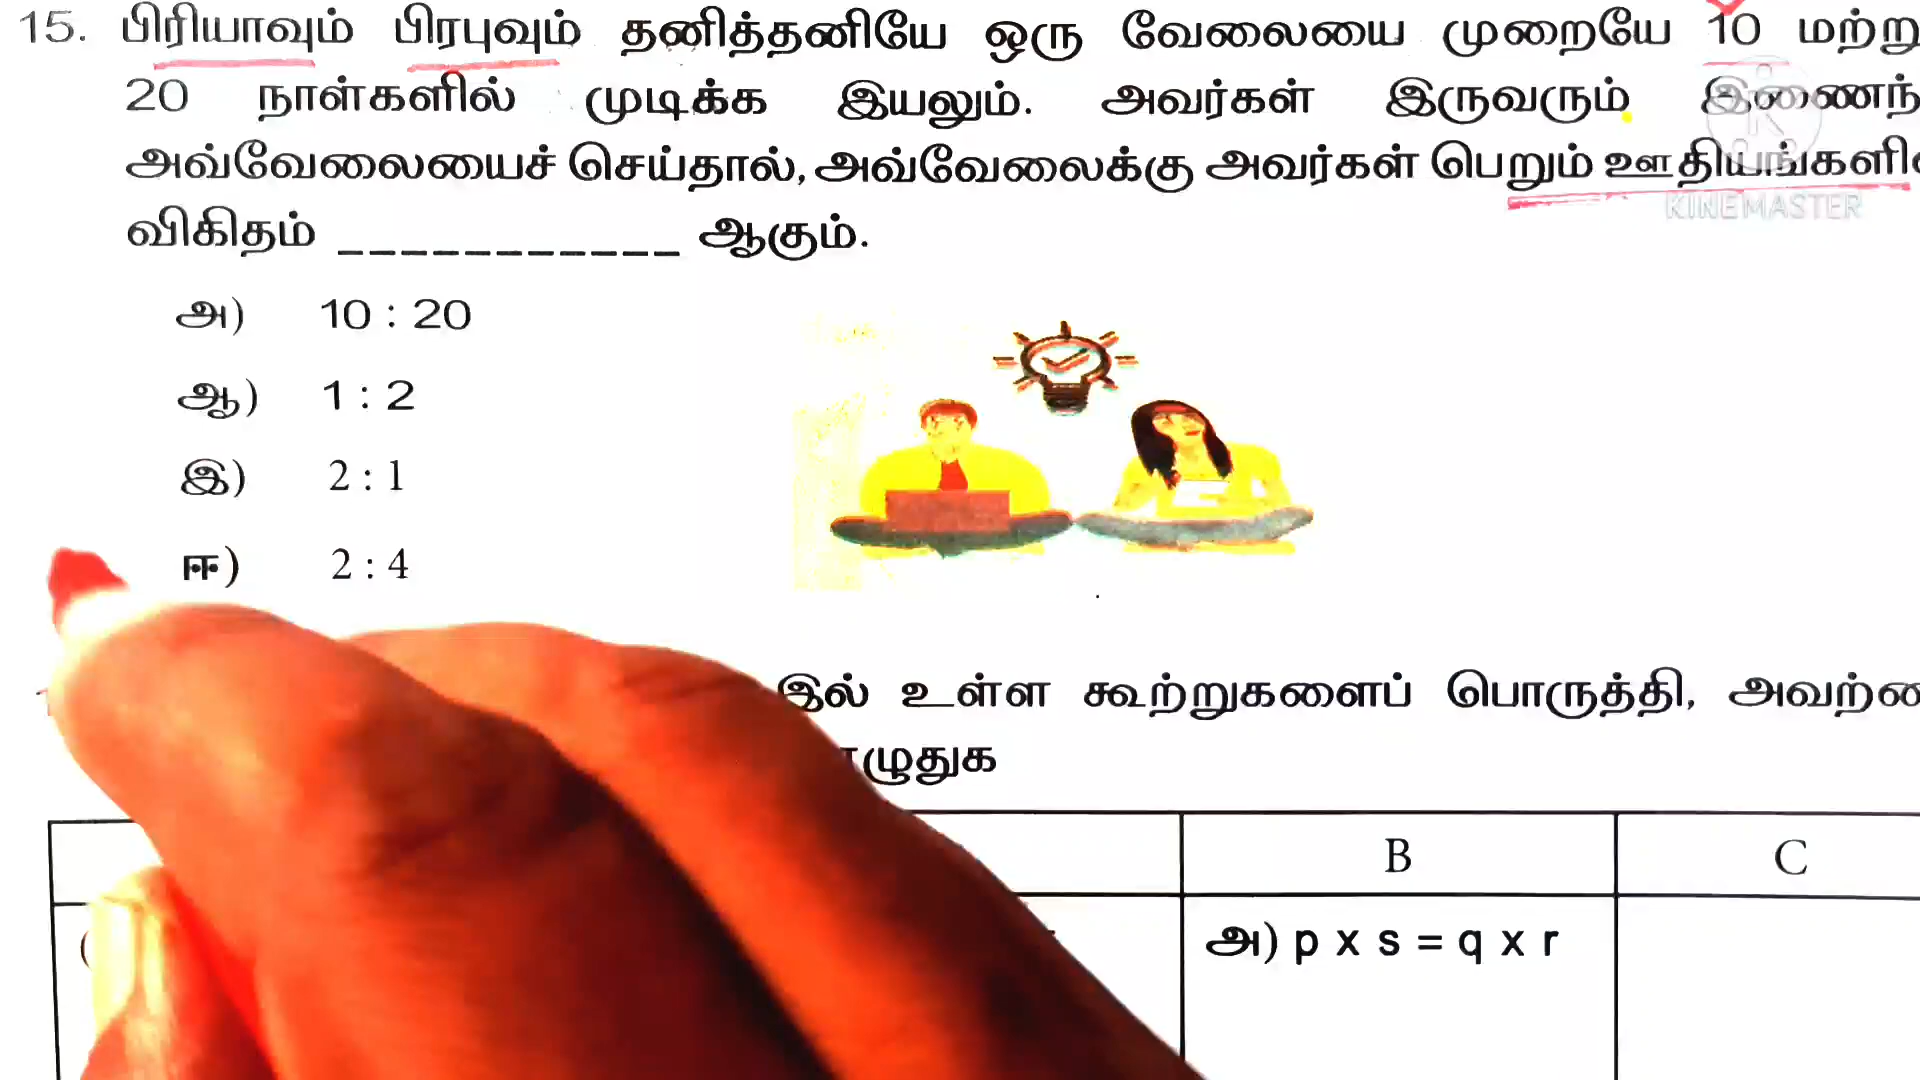 15. பிரியாவும் பிரபுவும் தனித்தனியே ஒரு வேலையை முறையே 10 மற்று
20 நாள்களில் முடிக்க இயலும். அவர்கள் இருவரும் இணைந்
அவ்வேலையைச் செய்தால், அவ்வேலைக்கு அவர்கள் பெறும் ஊதியங்களி
KINEMASTER
விகிதம் ____________ ஆகும்.
அ) 10 : 20
ஆ) 1 : 2
இ) 2 : 1
ஈ) 2 : 4
இல் உள்ள கூற்றுகளைப் பொருத்தி, அவற்
ழுதுக
B C
அ) p x s = q x r